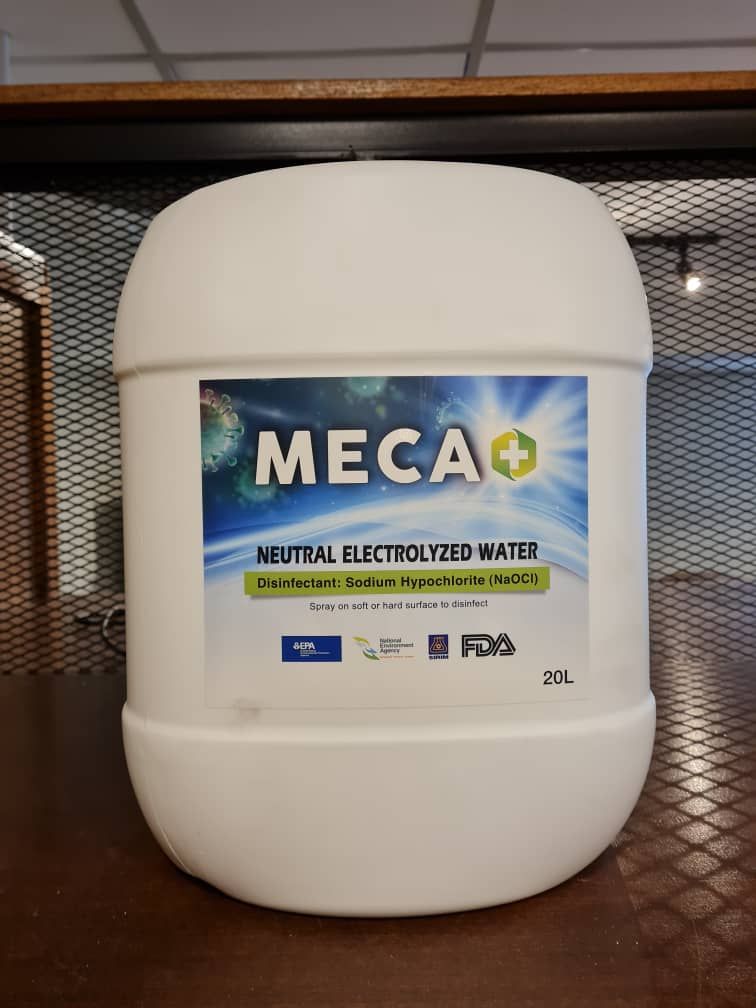 MECA
NEUTRAL ELECTROLYZED WATER
Disinfectant: Sodium Hypochlorite (NaOCl)
Spray on soft or hard surface to disinfect
EPA
National
Environment
Agency
SIRIM
FDA
20L